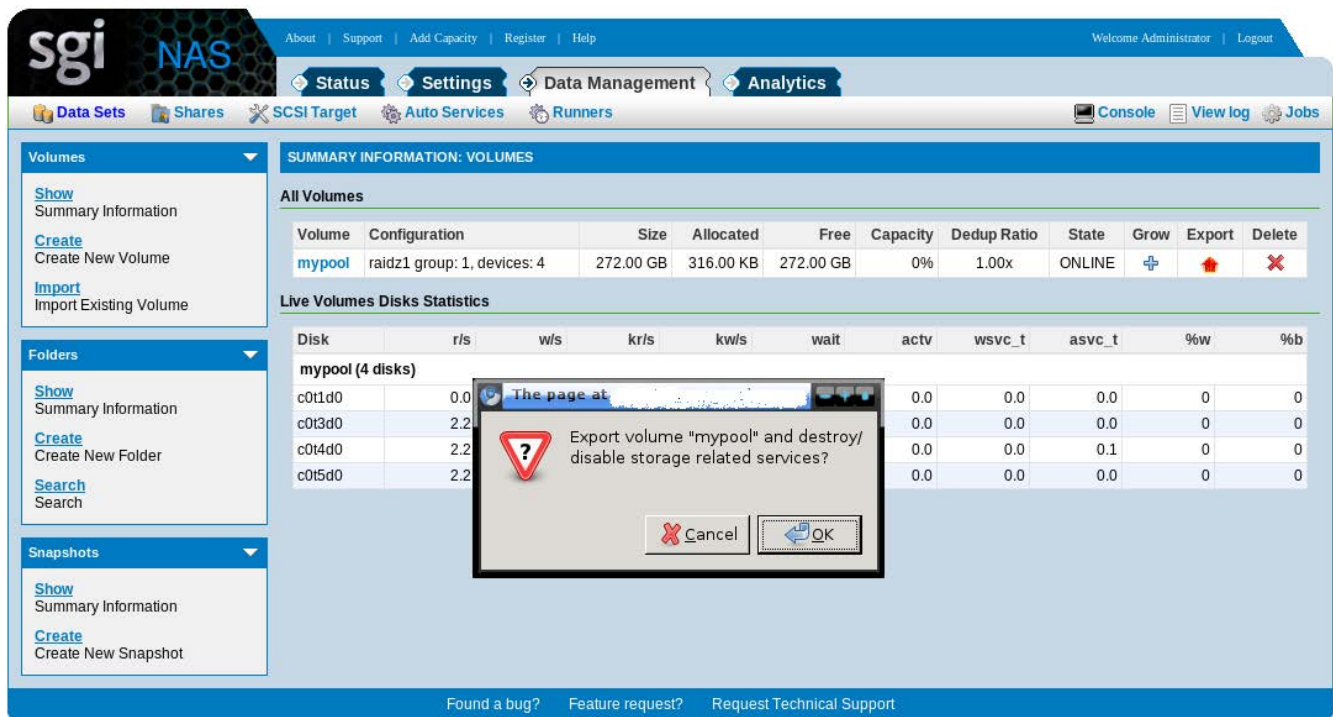 sgi NAS
About | Support | Add Capacity | Register | Help
Welcome Administrator | Logout
Status Settings Data Management Analytics
Data Sets Shares SCSI Target Auto Services Runners
Console View log Jobs
Volumes
Show
Summary Information
Create
Create New Volume
Import
Import Existing Volume
Folders
Show
Summary Information
Create
Create New Folder
Search
Search
Snapshots
Show
Summary Information
Create
Create New Snapshot
SUMMARY INFORMATION: VOLUMES
All Volumes
Volume Configuration Size Allocated Free Capacity Dedup Ratio State Grow Export Delete
mypool raidz1 group: 1, devices: 4 272.00 GB 316.00 KB 272.00 GB 0% 1.00x ONLINE
Live Volumes Disks Statistics
Disk r/s w/s kr/s kw/s wait actv wsvc_t asvc_t %w %b
mypool (4 disks)
c0t1d0 0.0 0.0 0.0 0.0 0 0
c0t3d0 2.2 0.0 0.0 0.0 0 0
c0t4d0 2.2 0.0 0.0 0.1 0 0
c0t5d0 2.2 0.0 0.0 0.0 0 0
The page at
?
Export volume "mypool" and destroy/
disable storage related services?
Cancel OK
Found a bug? Feature request? Request Technical Support